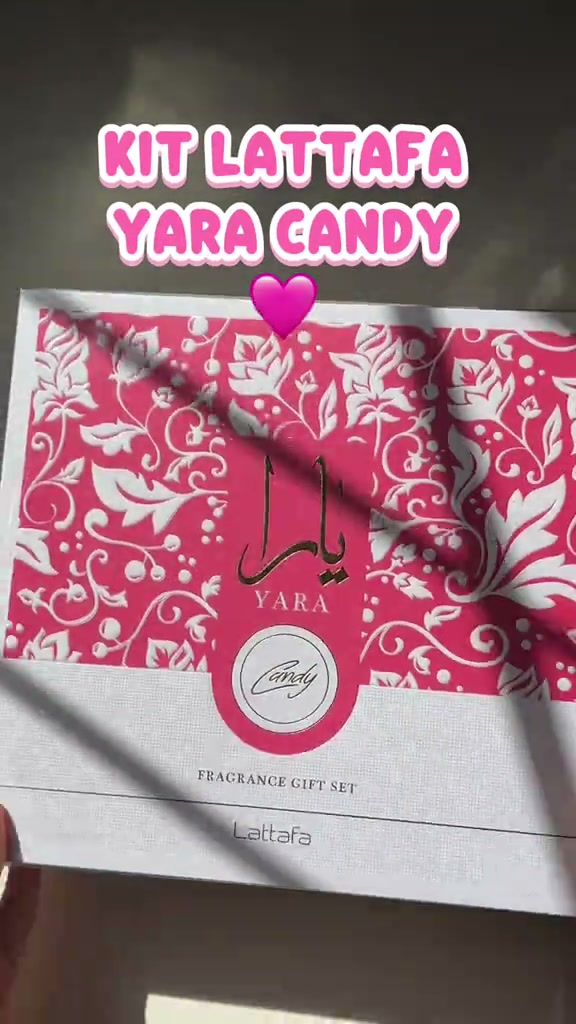 KIT LATTAFA
YARA CANDY
يارا
YARA
Candy
FRAGRANCE GIFT SET
Lattafa